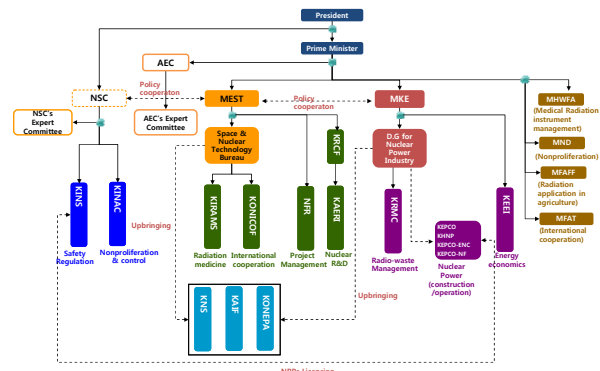 President
Prime Minister
AEC
Policy
cooperaton
NSC
MEST
Policy
cooperaton
MKE
MHWFA
(Medical Radiation
instrument
management)
NSC's
Expert
Committee
AEC's Expert
Committee
Space &
Nuclear
Technology
Bureau
KRCF
D.G for
Nuclear
Power
Industry
MND
(Nonproliferation)
MFAFF
(Radiation
application in
agriculture)
MFAT
(International
cooperation)
KINS
KINAC
KIRAMS
KONICOF
NFR
KAERI
KRMC
KEPCO
KHNP
KEPCO-ENC
KEPCO-NF
KEEI
Upbringing
Safety
Regulation
Nonproliferation
& control
Radiation
medicine
International
cooperation
Project
Management
Nuclear
R&D
Radio-waste
Management
Nuclear
Power
(construction
/operation)
Energy
economics
KNS
KAIF
KONEPA
Upbringing